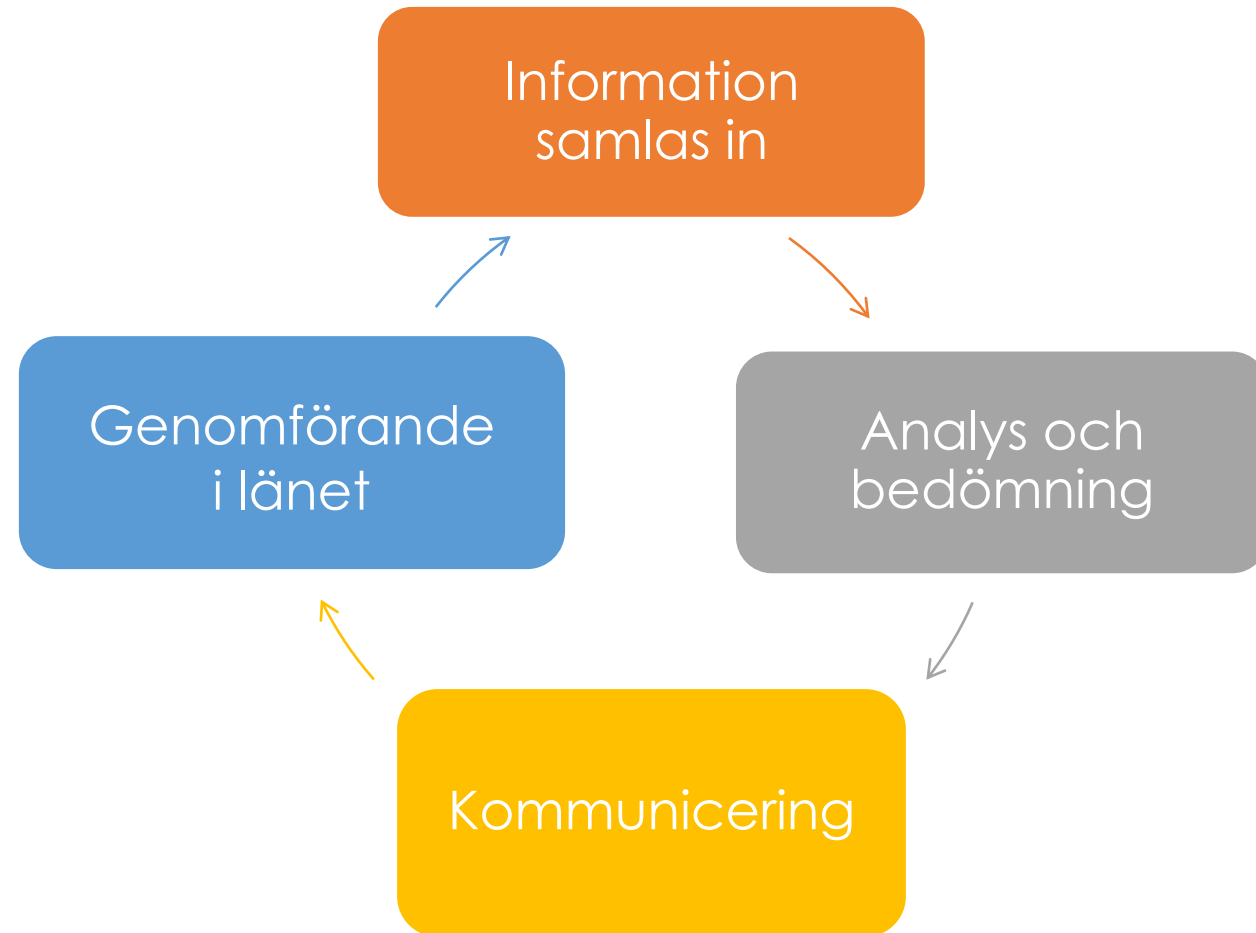 Information
samlas in
Analys och
bedömning
Kommunicering
Genomförande
i länet